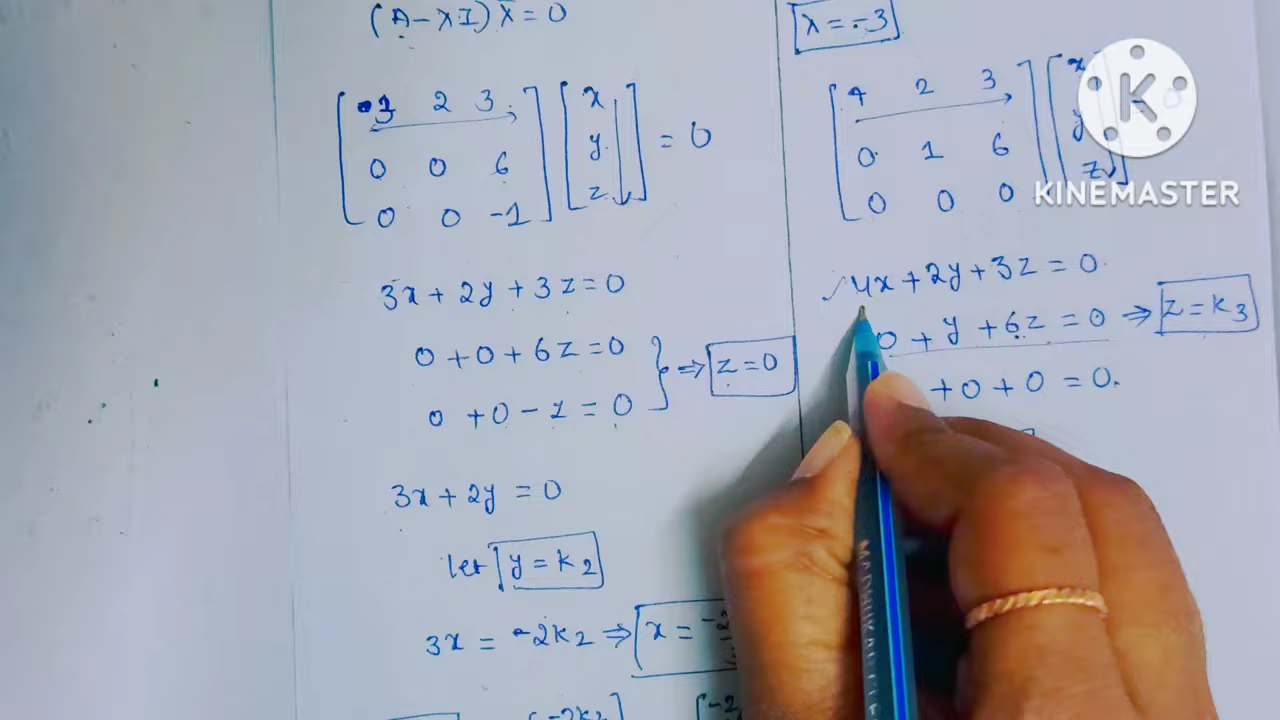 (A-λI) X = 0
[3 2 3] [x]
[0 0 6] [y] = 0
[0 0 -1] [z]
3x + 2y + 3z = 0
0 + 0 + 6z = 0
0 + 0 - z = 0
⇒ z = 0
3x + 2y = 0
let y = k2
3x = -2k2 ⇒ x = -
-2k2
-2
λ = -3
[4 2 3] [x]
[0 1 6] [y]
[0 0 0] [z]
4x + 2y + 3z = 0
0 + y + 6z = 0 ⇒ z = k3
+ 0 + 0 = 0.
K
KINEMASTER